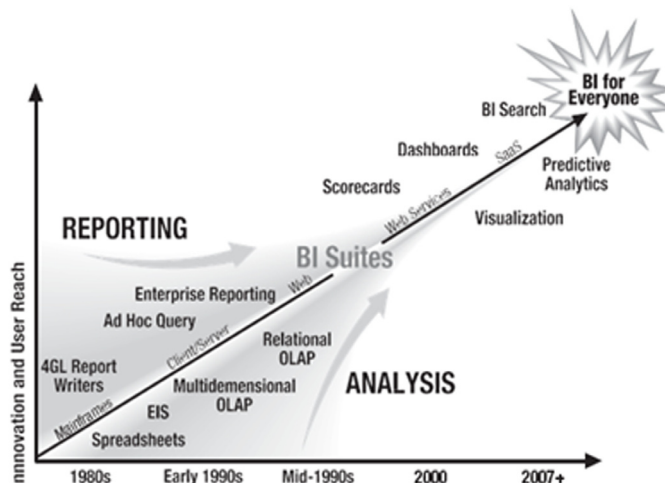 BI for
Everyone
BI Search
Dashboards
SaaS
Predictive
Analytics
Scorecards
Web Services
Visualization
REPORTING
BI Suites
Enterprise Reporting
Web
Ad Hoc Query
Client/Server
Relational
OLAP
4GL Report
Writers
Multidemensional
OLAP
ANALYSIS
Mainframes
EIS
Spreadsheets
nnnovation and User Reach
1980s
Early 1990s
Mid-1990s
2000
2007+